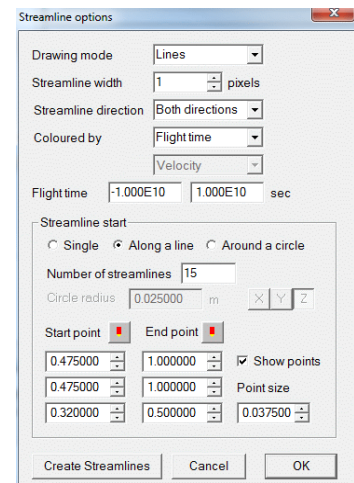 Streamline options
Drawing mode Lines
Streamline width 1 pixels
Streamline direction Both directions
Coloured by Flight time
Velocity
Flight time -1.000E10 1.000E10 sec
Streamline start
Single Along a line Around a circle
Number of streamlines 15
Circle radius 0.025000 m X Y Z
Start point End point
0.475000 1.000000 Show points
0.475000 1.000000 Point size
0.320000 0.500000 0.037500
Create Streamlines Cancel OK